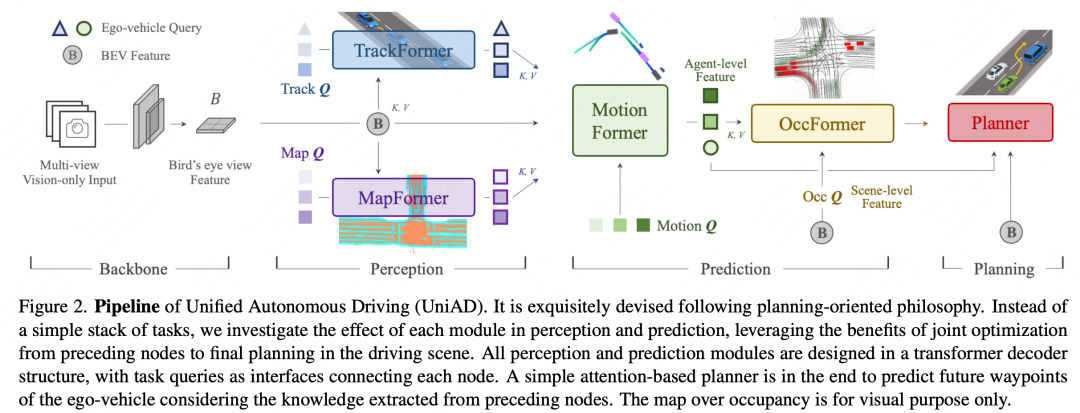 Ego-vehicle Query
B BEV Feature
B
Multi-view
Vision-only Input
Bird's eye view
Feature
Backbone
TrackFormer
Track Q
K, V
K, V
B
Map Q
K, V
MapFormer
Perception
Motion
Former
Motion Q
Agent-level
Feature
K, V
OccFormer
Occ Q
Scene-level
Feature
B
Prediction
Planner
B
Planning
Figure 2. Pipeline of Unified Autonomous Driving (UniAD). It is exquisitely devised following planning-oriented philosophy. Instead of
a simple stack of tasks, we investigate the effect of each module in perception and prediction, leveraging the benefits of joint optimization
from preceding nodes to final planning in the driving scene. All perception and prediction modules are designed in a transformer decoder
structure, with task queries as interfaces connecting each node. A simple attention-based planner is in the end to predict future waypoints
of the ego-vehicle considering the knowledge extracted from preceding nodes. The map over occupancy is for visual purpose only.